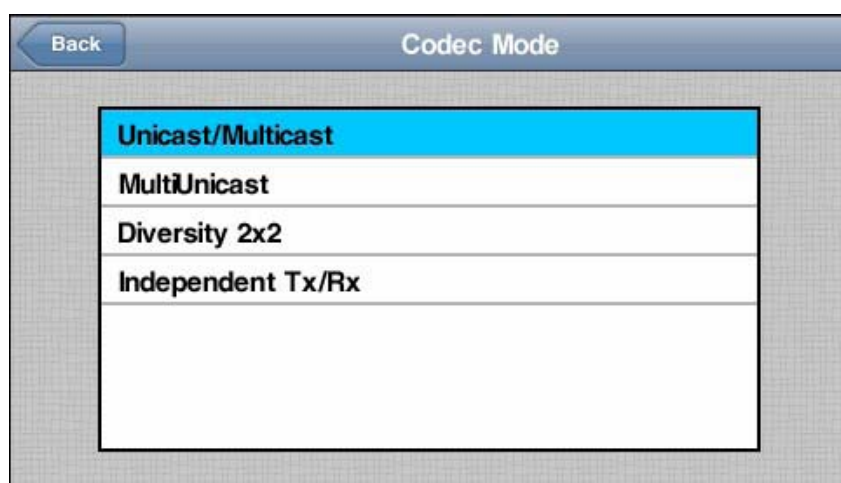 Back
Codec Mode
Unicast/Multicast
MultiUnicast
Diversity 2x2
Independent Tx/Rx